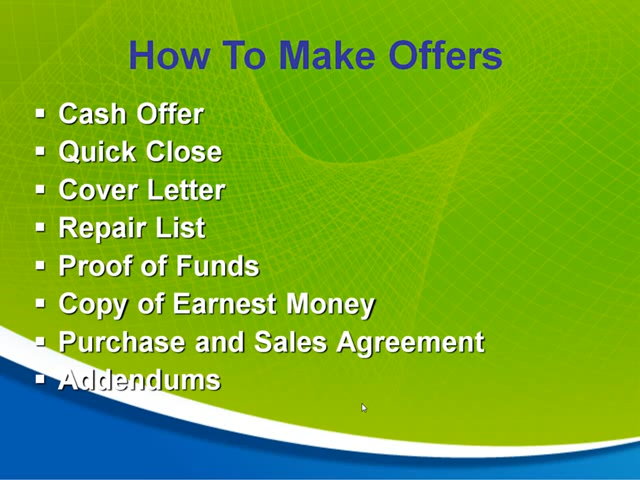 How To Make Offers
▪ Cash Offer
▪ Quick Close
▪ Cover Letter
▪ Repair List
▪ Proof of Funds
▪ Copy of Earnest Money
▪ Purchase and Sales Agreement
▪ Addendums